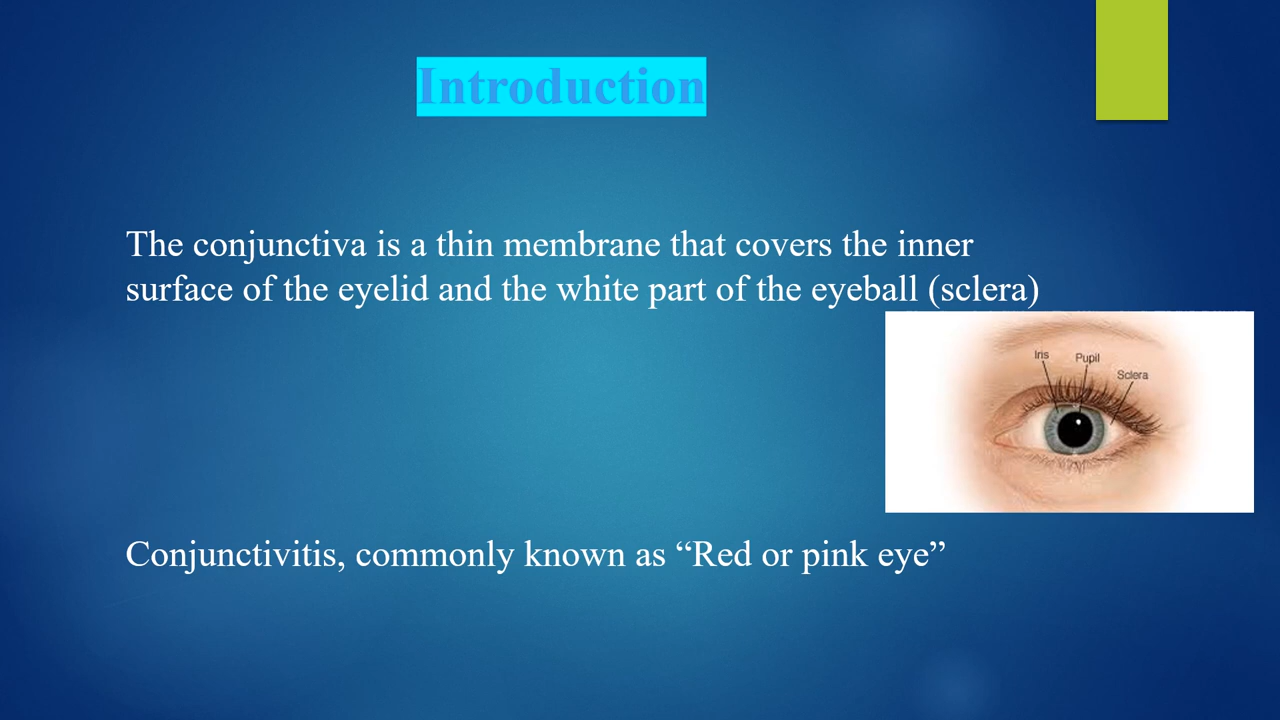 Introduction
The conjunctiva is a thin membrane that covers the inner
surface of the eyelid and the white part of the eyeball (sclera)
Iris
Pupil
Sclera
Conjunctivitis, commonly known as “Red or pink eye”